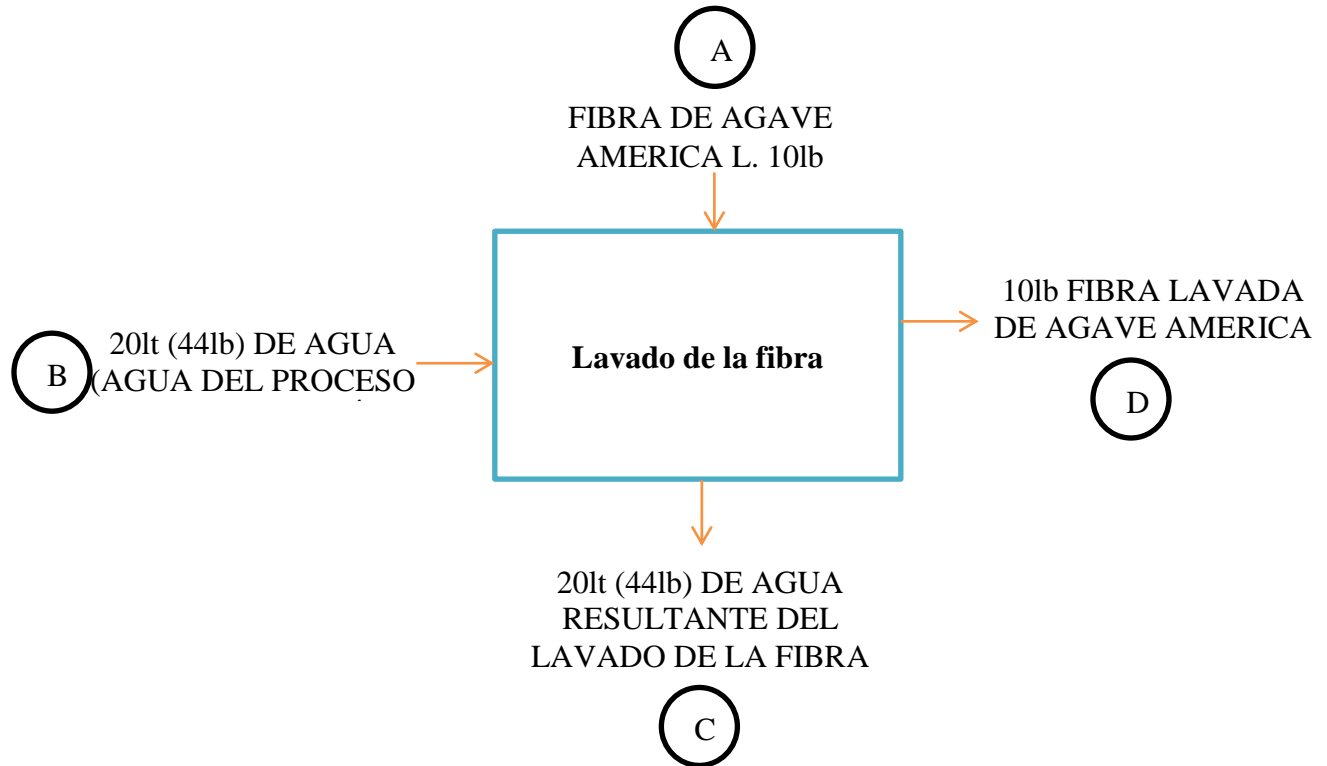 A
FIBRA DE AGAVE
AMERICA L. 10lb
20lt (44lb) DE AGUA
(AGUA DEL PROCESO
B
Lavado de la fibra
10lb FIBRA LAVADA
DE AGAVE AMERICA
D
20lt (44lb) DE AGUA
RESULTANTE DEL
LAVADO DE LA FIBRA
C